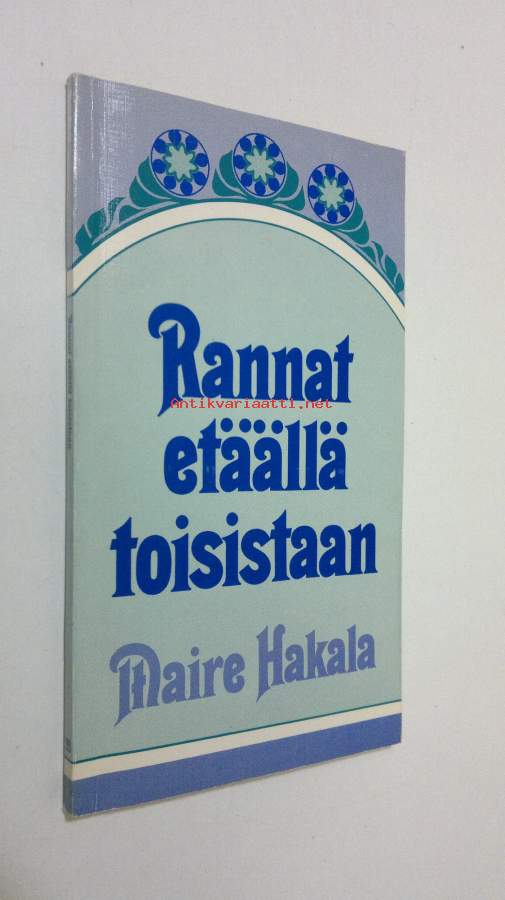 Rannat
Antikvariaatti.net
etäällä
toisistaan
Maire Hakala